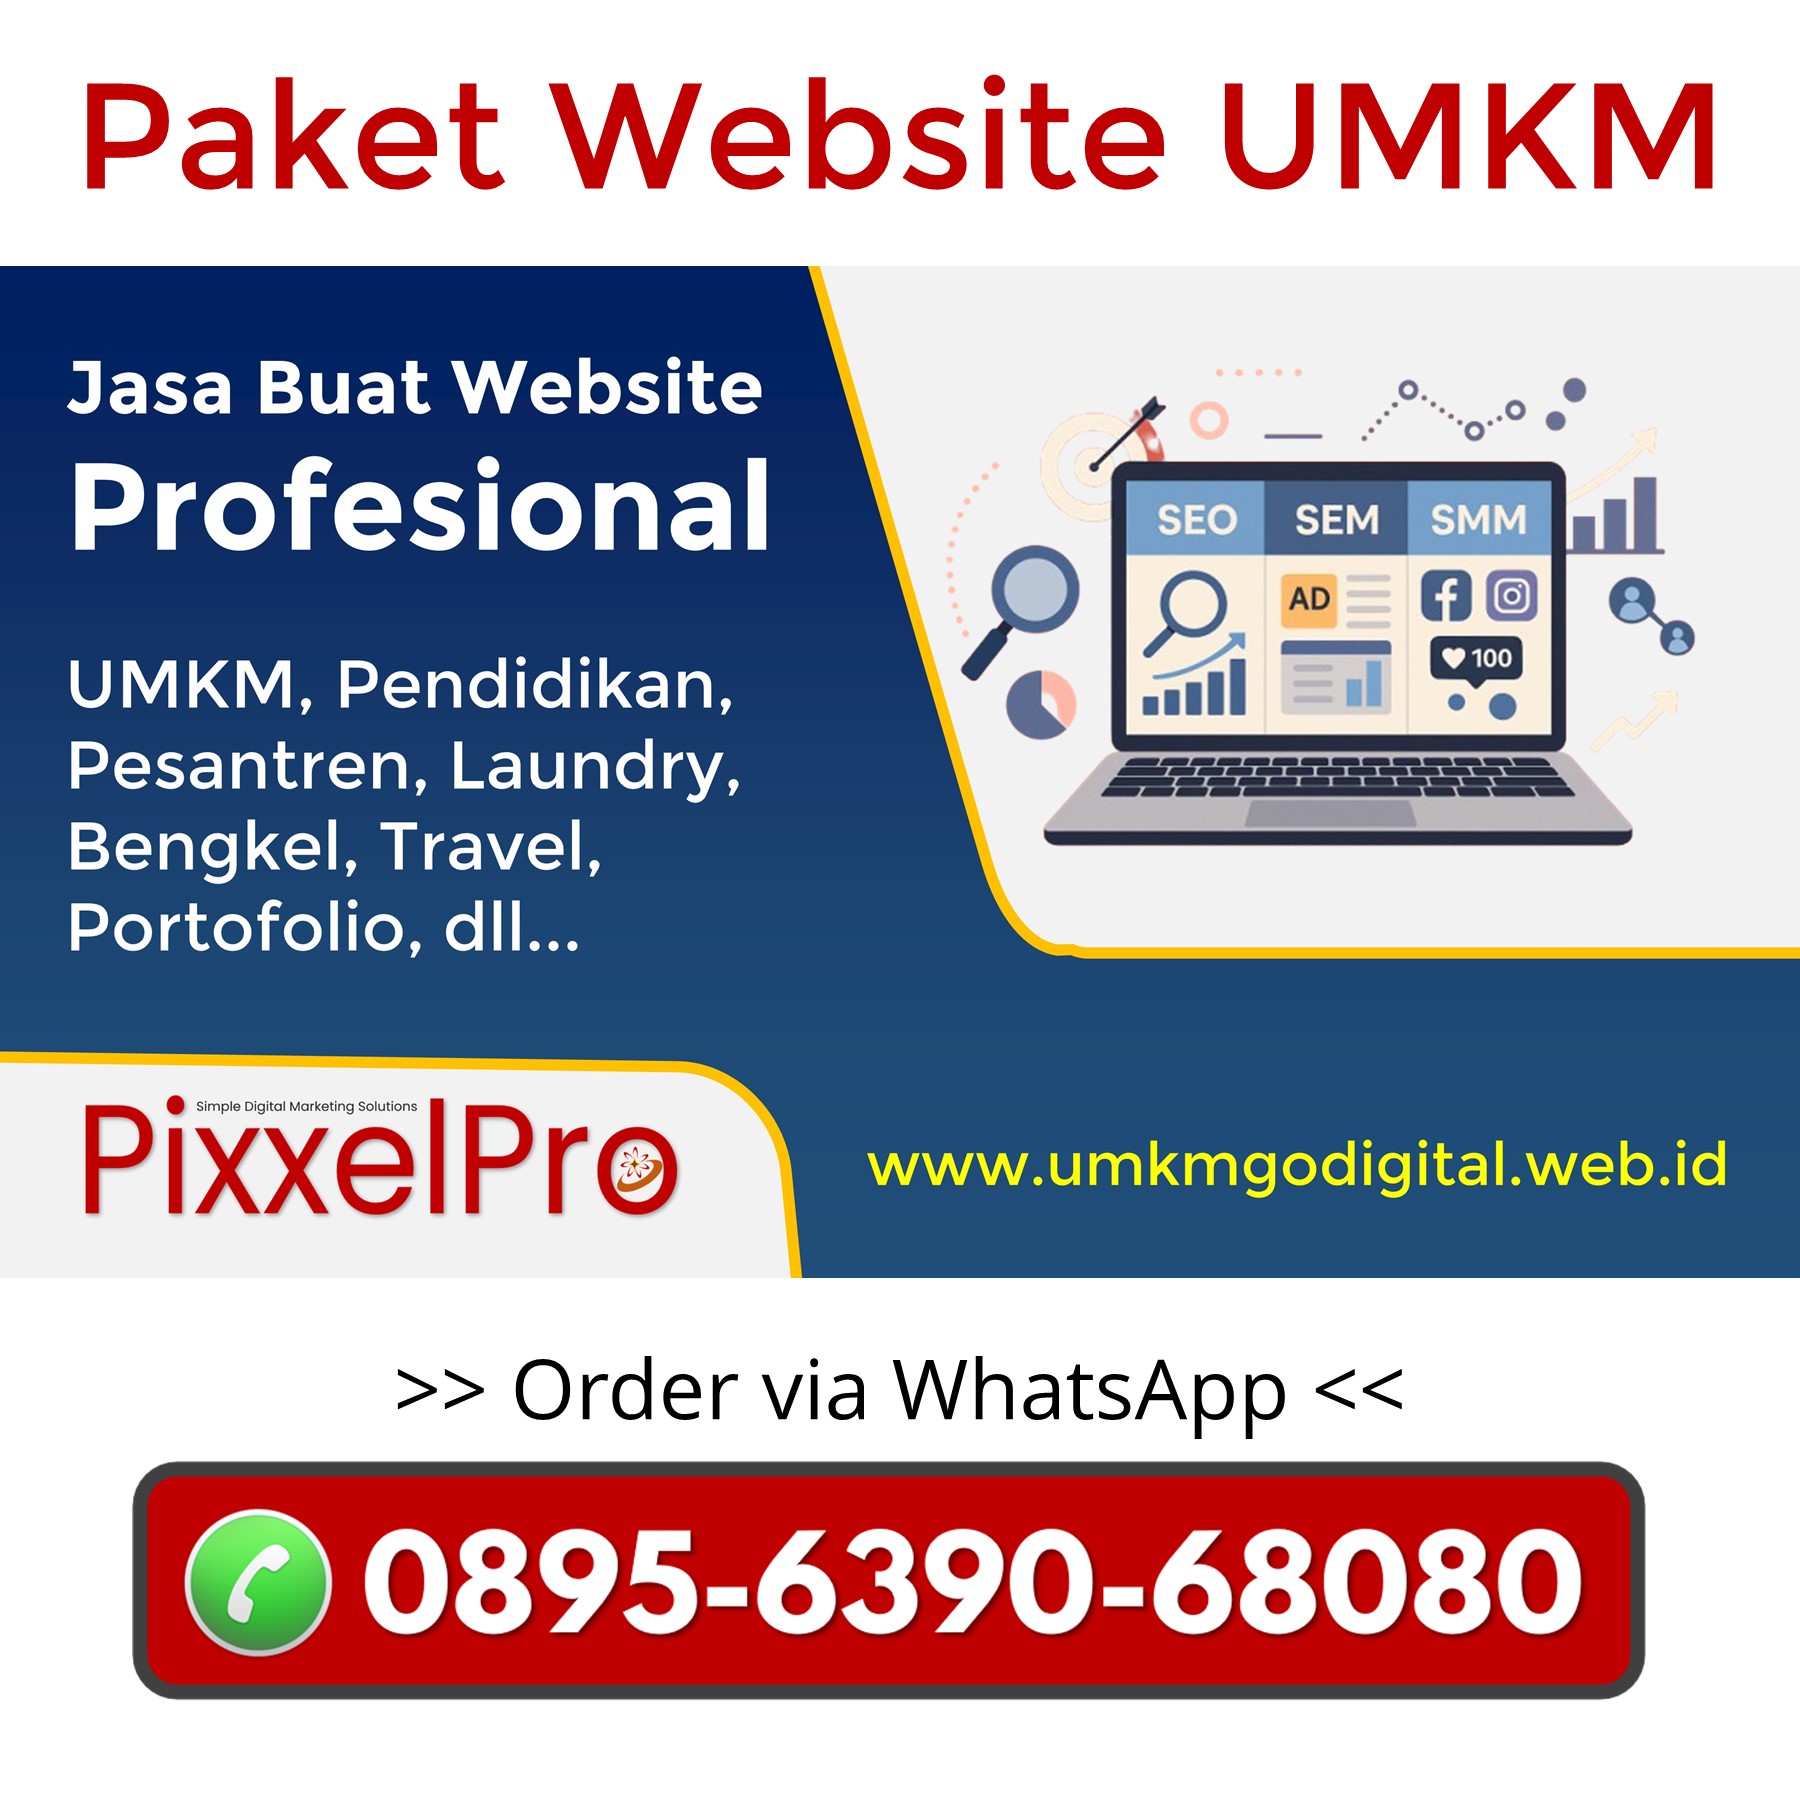 Paket Website UMKM
Jasa Buat Website
Profesional
UMKM, Pendidikan,
Pesantren, Laundry,
Bengkel, Travel,
Portofolio, dll...
SEO SEM SMM
AD
100
Simple Digital Marketing Solutions
PixxelPro
www.umkmgodigital.web.id
>> Order via WhatsApp <<
0895-6390-68080